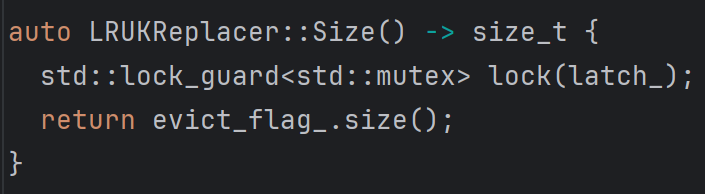 auto LRUKReplacer::Size() -> size_t {
  std::lock_guard<std::mutex> lock(latch_);
  return evict_flag_.size();
}